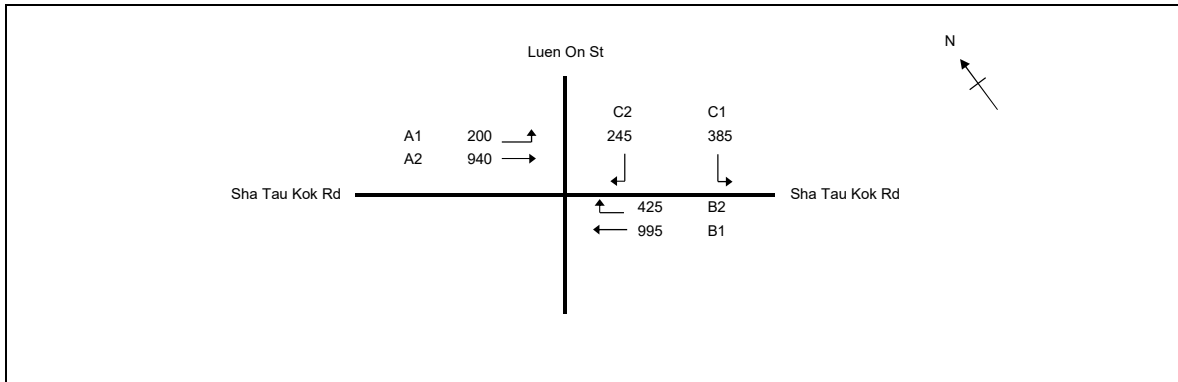 N
Luen On St
C2 C1
A1 200 245 385
A2 940
Sha Tau Kok Rd Sha Tau Kok Rd
425 B2
995 B1